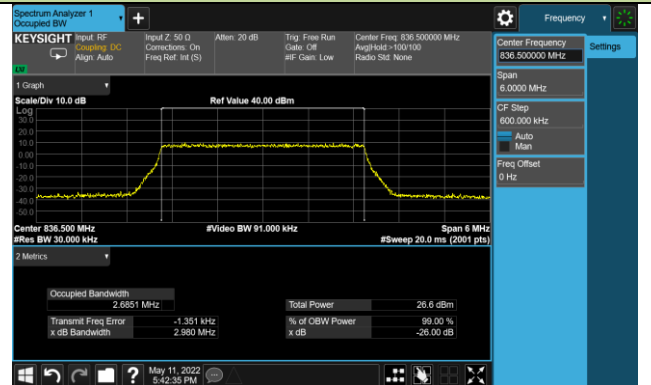 Spectrum Analyzer 1
Occupied BW
Frequency
KEYSIGHT
Input: RF
Coupling: DC
Align: Auto
Input Z: 50 Ω
Corrections: On
Freq Ref: Int (S)
Atten: 20 dB
Trig: Free Run
Gate: Off
#IF Gain: Low
Center Freq: 836.500000 MHz
Avg|Hold:>100/100
Radio Std: None
Center Frequency
836.500000 MHz
Settings
Span
6.0000 MHz
CF Step
600.000 kHz
Auto
Man
Freq Offset
0 Hz
1 Graph
Scale/Div 10.0 dB
Ref Value 40.00 dBm
Log
30.0
20.0
10.0
0.00
-10.0
-20.0
-30.0
-40.0
-50.0
Center 836.500 MHz
#Video BW 91.000 kHz
Span 6 MHz
#Res BW 30.000 kHz
#Sweep 20.0 ms (2001 pts)
2 Metrics
Occupied Bandwidth
2.6851 MHz
Total Power
26.6 dBm
Transmit Freq Error
-1.351 kHz
% of OBW Power
99.00 %
x dB Bandwidth
2.980 MHz
x dB
-26.00 dB
?
May 11, 2022
5:42:35 PM